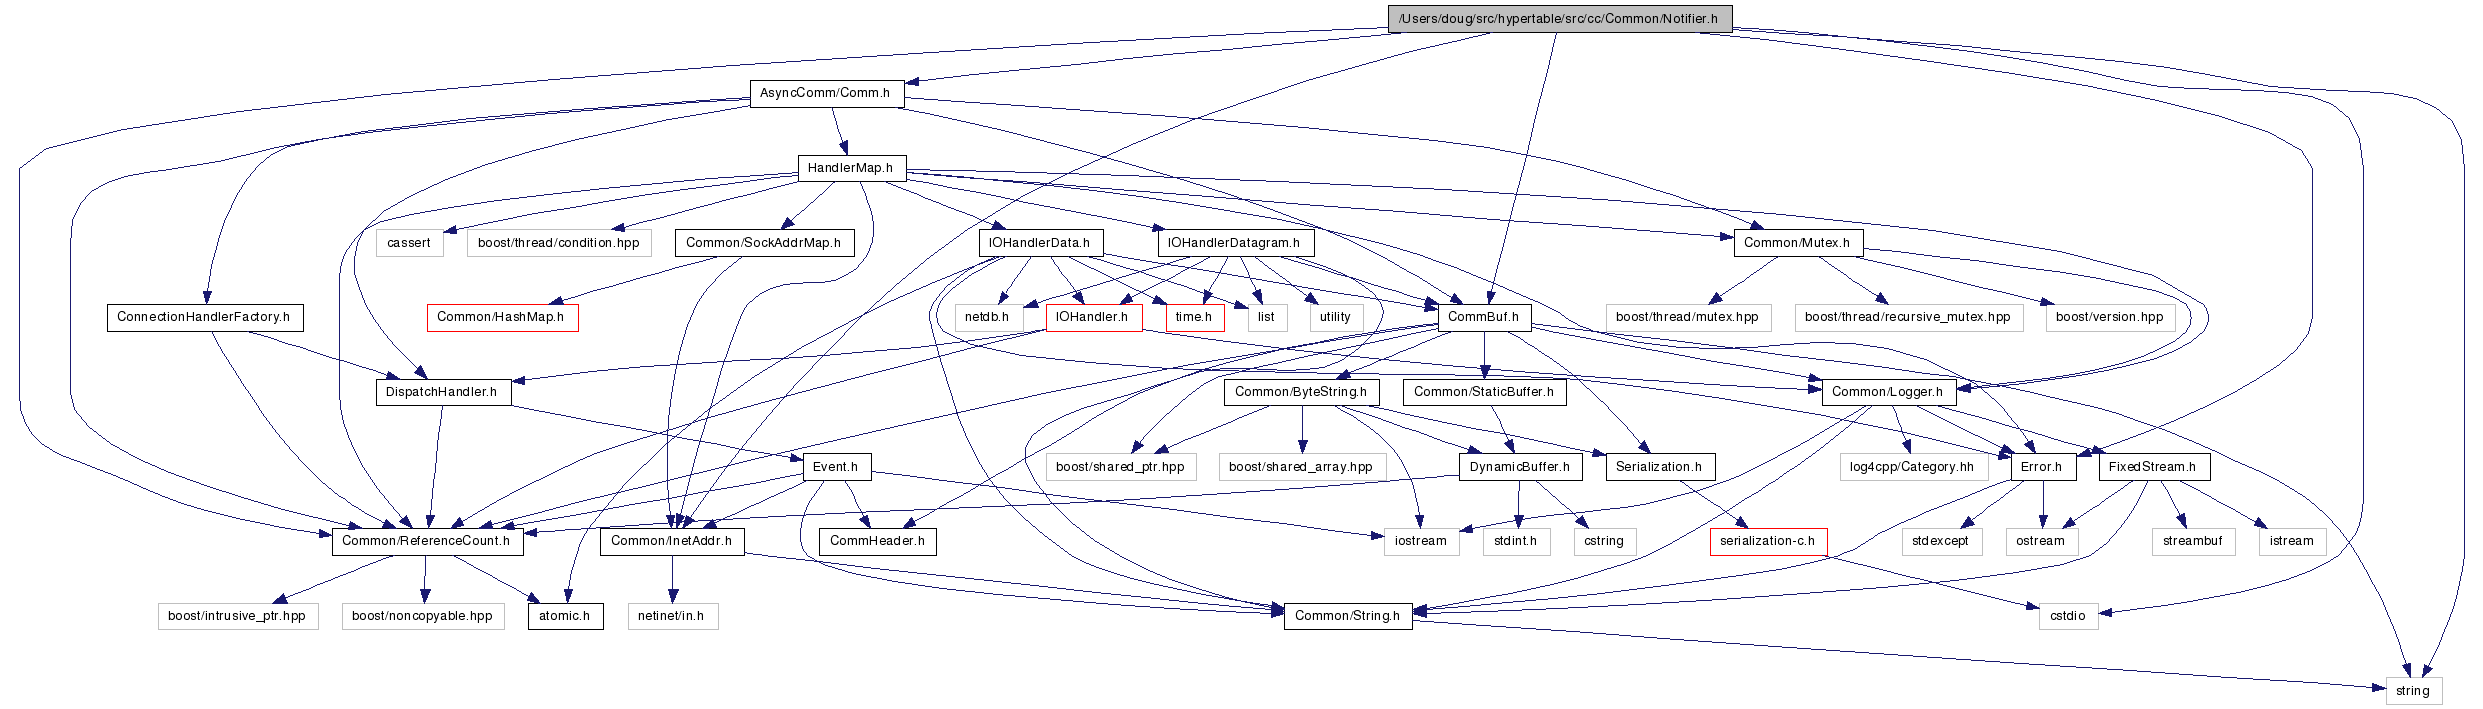 /Users/doug/src/hypertable/src/cc/Common/Notifier.h
AsyncComm/Comm.h
HandlerMap.h
cassert
boost/thread/condition.hpp
Common/SockAddrMap.h
IOHandlerData.h
IOHandlerDatagram.h
Common/Mutex.h
ConnectionHandlerFactory.h
Common/HashMap.h
netdb.h
IOHandler.h
time.h
list
utility
CommBuf.h
boost/thread/mutex.hpp
boost/thread/recursive_mutex.hpp
boost/version.hpp
DispatchHandler.h
Common/ByteString.h
Common/StaticBuffer.h
Common/Logger.h
Event.h
boost/shared_ptr.hpp
boost/shared_array.hpp
DynamicBuffer.h
Serialization.h
log4cpp/Category.hh
Error.h
FixedStream.h
Common/ReferenceCount.h
Common/InetAddr.h
CommHeader.h
iostream
stdint.h
cstring
serialization-c.h
stdexcept
ostream
streambuf
istream
boost/intrusive_ptr.hpp
boost/noncopyable.hpp
atomic.h
netinet/in.h
Common/String.h
cstdio
string